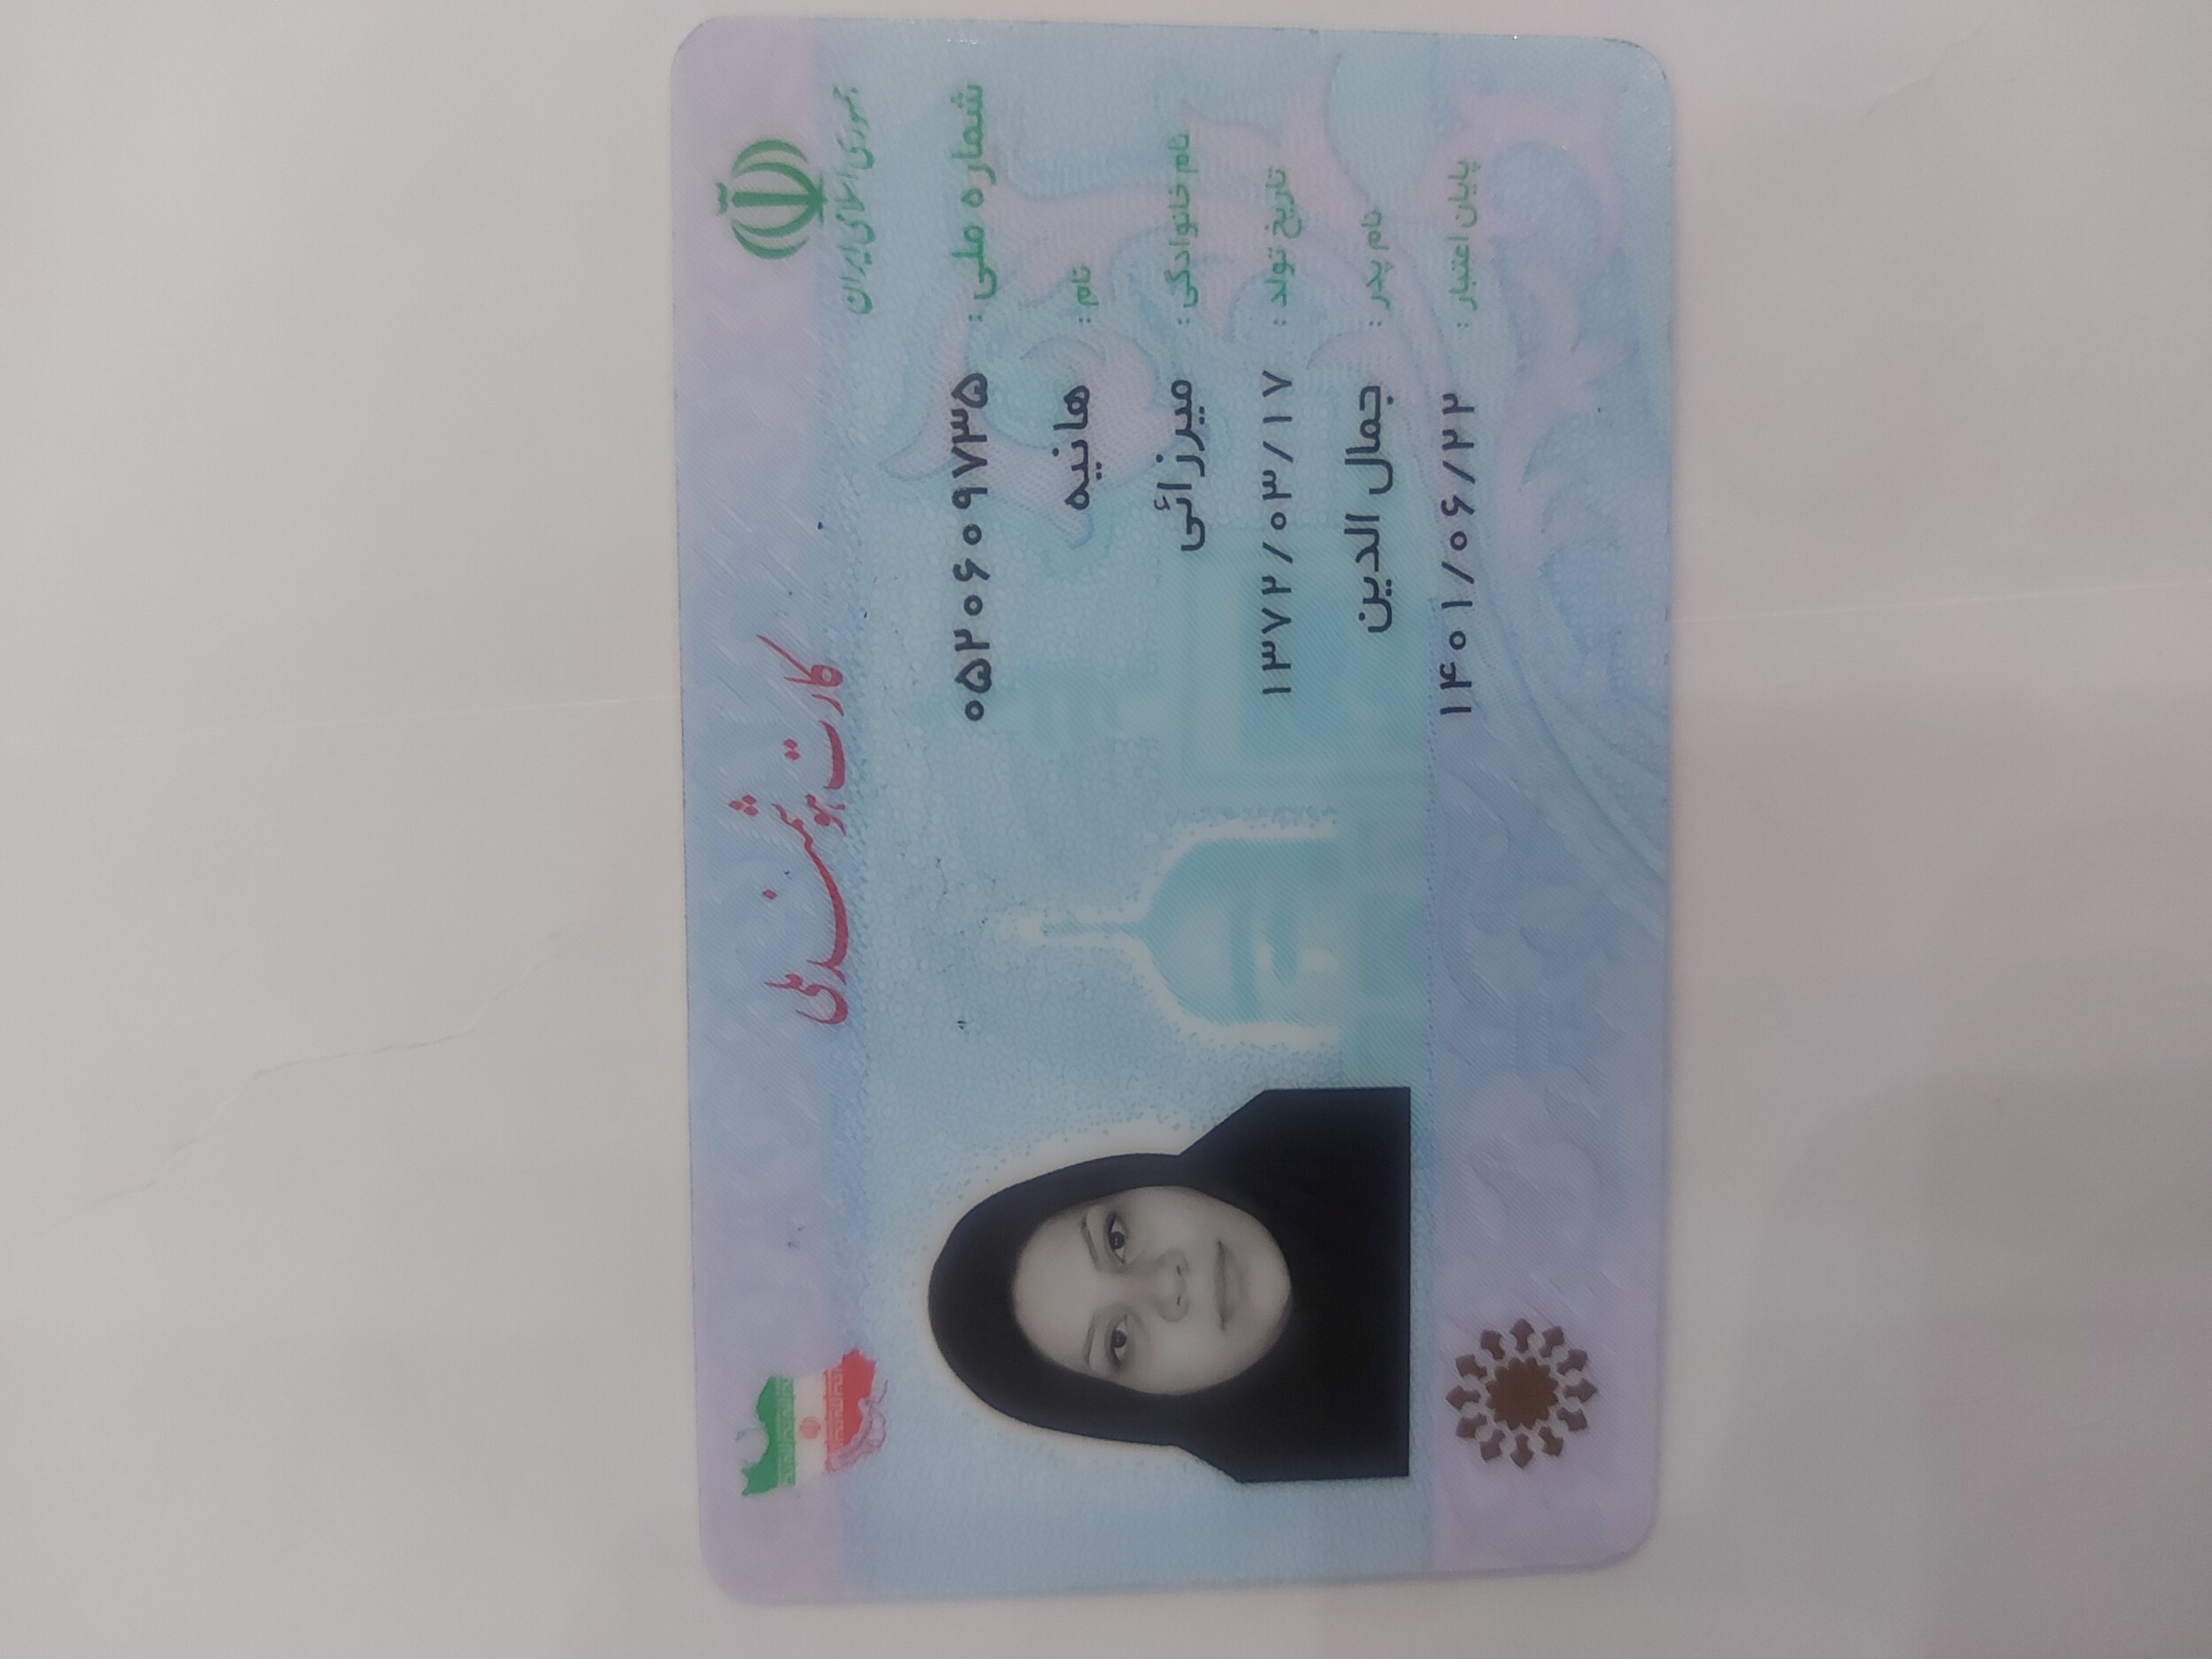 جمهوری اسلامی ایران
کارت هوشمند ملی
شماره ملی : ۰۵۲۰۶۰۹۷۳۵
نام : هانیه
نام خانوادگی : میرزائی
تاریخ تولد : ۱۳۷۲/۰۳/۱۷
نام پدر : جمال الدین
پایان اعتبار : ۱۴۰۱/۰۶/۲۲